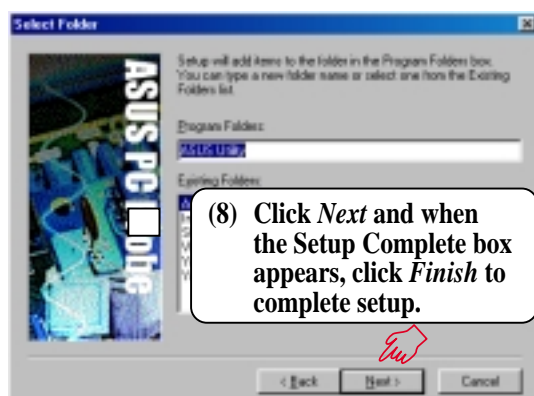 Select Folder
Setup will add items to the folder in the Program Folders box.
You can type a new folder name or select one from the Existing
Folders list.
Program Folders:
ASUS Utility
Existing Folders:
ASUS PC Probe
(8) Click Next and when
the Setup Complete box
appears, click Finish to
complete setup.
< Back
Next >
Cancel